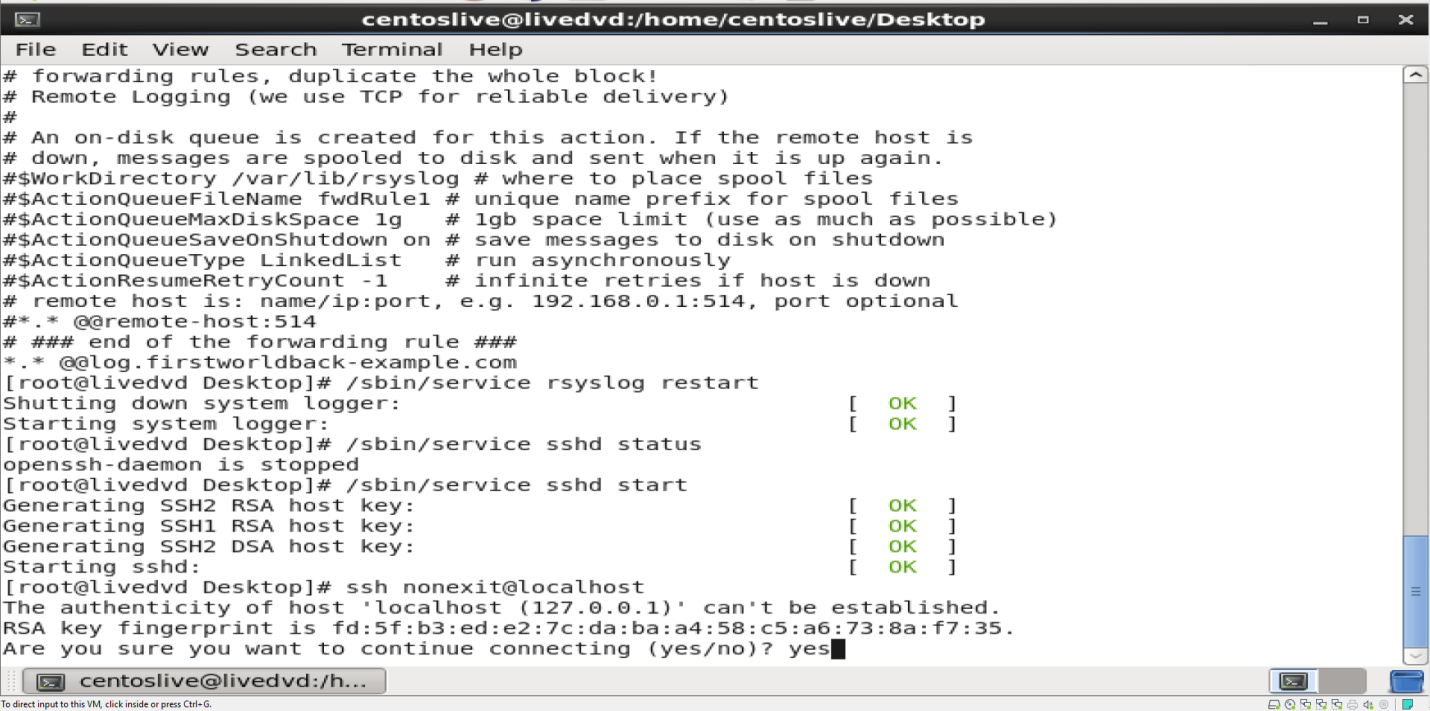 centoslive@livedvd:/home/centoslive/Desktop
File Edit View Search Terminal Help
# forwarding rules, duplicate the whole block!
# Remote Logging (we use TCP for reliable delivery)
#
# An on-disk queue is created for this action. If the remote host is
# down, messages are spooled to disk and sent when it is up again.
#$WorkDirectory /var/lib/rsyslog # where to place spool files
#$ActionQueueFileName fwdRule1 # unique name prefix for spool files
#$ActionQueueMaxDiskSpace 1g   # 1gb space limit (use as much as possible)
#$ActionQueueSaveOnShutdown on # save messages to disk on shutdown
#$ActionQueueType LinkedList   # run asynchronously
#$ActionResumeRetryCount -1    # infinite retries if host is down
# remote host is: name/ip:port, e.g. 192.168.0.1:514, port optional
#*.* @@remote-host:514
# ### end of the forwarding rule ###
*.* @@log.firstworldback-example.com
[root@livedvd Desktop]# /sbin/service rsyslog restart
Shutting down system logger: [ OK ]
Starting system logger: [ OK ]
[root@livedvd Desktop]# /sbin/service sshd status
openssh-daemon is stopped
[root@livedvd Desktop]# /sbin/service sshd start
Generating SSH2 RSA host key: [ OK ]
Generating SSH1 RSA host key: [ OK ]
Generating SSH2 DSA host key: [ OK ]
Starting sshd: [ OK ]
[root@livedvd Desktop]# ssh nonexit@localhost
The authenticity of host 'localhost (127.0.0.1)' can't be established.
RSA key fingerprint is fd:5f:b3:ed:e2:7c:da:ba:a4:58:c5:a6:73:8a:f7:35.
Are you sure you want to continue connecting (yes/no)? yes
centoslive@livedvd:/h...
To direct input to this VM, click inside or press Ctrl+G.